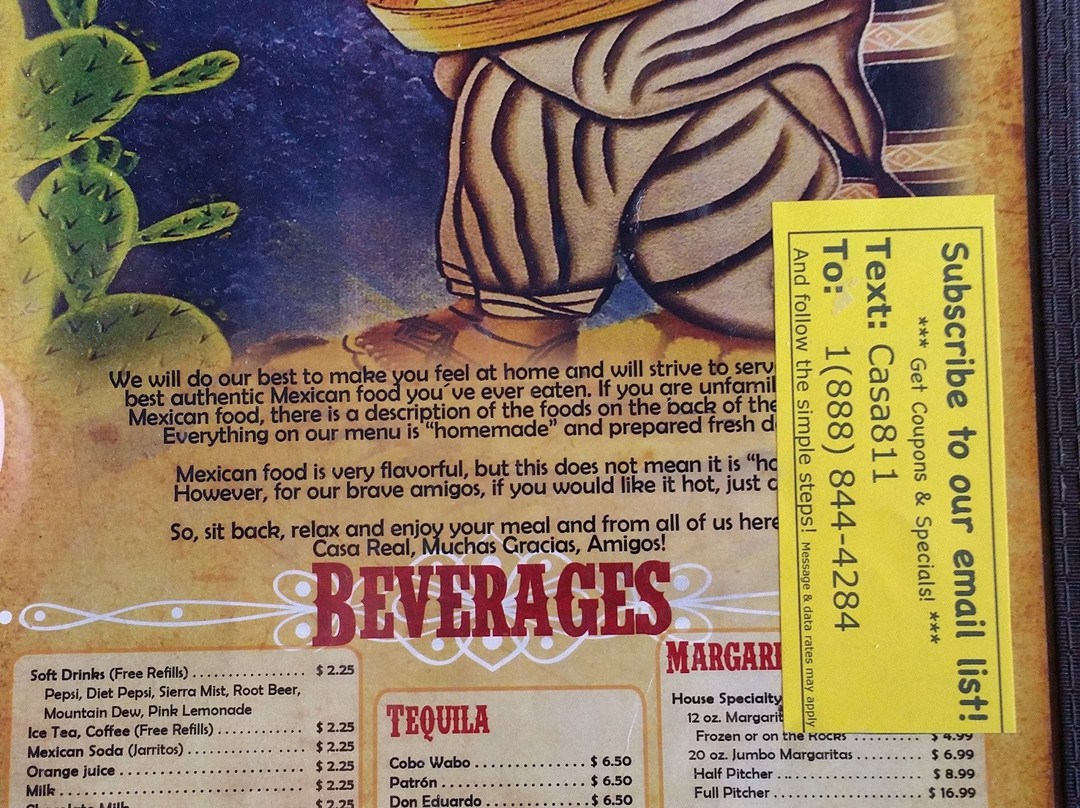 We will do our best to make you feel at home and will strive to serv
best authentic Mexican food you´ve ever eaten. If you are unfamil
Mexican food, there is a description of the foods on the back of the
Everything on our menu is “homemade” and prepared fresh d
Mexican food is very flavorful, but this does not mean it is “ho
However, for our brave amigos, if you would like it hot, just a
So, sit back, relax and enjoy your meal and from all of us here
Casa Real, Muchas Gracias, Amigos!
BEVERAGES
Soft Drinks (Free Refills) . . . . . . . . . . . . . . . . . . . . $ 2.25
Pepsi, Diet Pepsi, Sierra Mist, Root Beer,
Mountain Dew, Pink Lemonade
Ice Tea, Coffee (Free Refills) . . . . . . . . . . . . . . . $ 2.25
Mexican Soda (Jarritos) . . . . . . . . . . . . . . . . . . . . $ 2.25
Orange juice . . . . . . . . . . . . . . . . . . . . . . . . . . . . . $ 2.25
Milk . . . . . . . . . . . . . . . . . . . . . . . . . . . . . . . . . . . . $ 2.25
Chocolate Milk . . . . . . . . . . . . . . . . . . . . . . . . . . $ 2.25
TEQUILA
Cobo Wabo . . . . . . . . . . . . . . . . . $ 6.50
Patrón . . . . . . . . . . . . . . . . . . . . . . $ 6.50
Don Eduardo . . . . . . . . . . . . . . . . $ 6.50
MARGARI
House Specialty
12 oz. Margarit
Frozen or on the Rocks . . . . . . . . . . . . . $ 4.99
20 oz. Jumbo Margaritas . . . . . . . . . . . . $ 6.99
Half Pitcher . . . . . . . . . . . . . . . . . . . . . . . . $ 8.99
Full Pitcher . . . . . . . . . . . . . . . . . . . . . . . . $ 16.99
Subscribe to our email list!
*** Get Coupons & Specials! ***
Text: Casa811
To: 1(888) 844-4284
And follow the simple steps! Message & data rates may apply